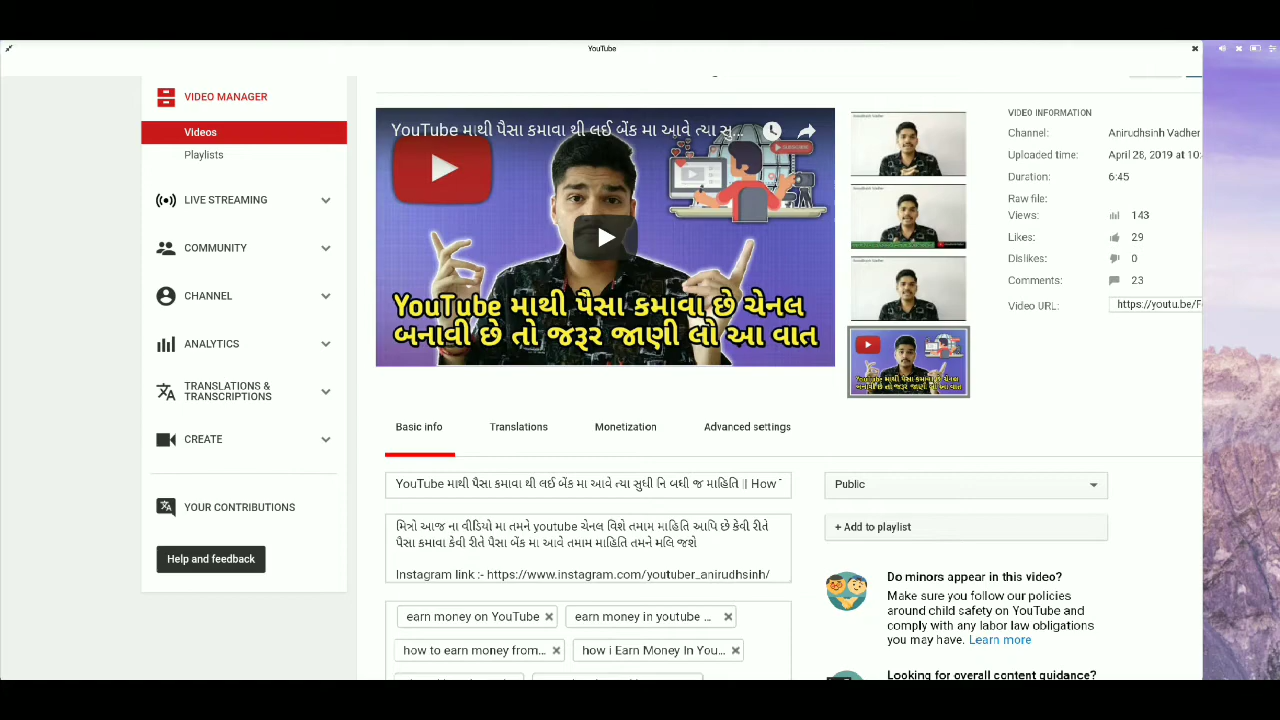 YouTube
VIDEO MANAGER
Videos
Playlists
LIVE STREAMING
COMMUNITY
CHANNEL
ANALYTICS
TRANSLATIONS &
TRANSCRIPTIONS
CREATE
YOUR CONTRIBUTIONS
Help and feedback
YouTube માથી પૈસા કમાવા થી લઈ બેંક મા આવે ત્યા સુ...
SUBSCRIBE
YouTube માથી પૈસા કમાવા છે ચેનલ
બનાવી છે તો જરૂર જાણી લો આ વાત
YouTube માથી પૈસા કમાવા છે ચેનલ
બનાવી છે તો જરૂર જાણી લો આ વાત
VIDEO INFORMATION
Channel: Anirudhsinh Vadher
Uploaded time: April 28, 2019 at 10:
Duration: 6:45
Raw file:
Views: 143
Likes: 29
Dislikes: 0
Comments: 23
Video URL: https://youtu.be/F
Basic info Translations Monetization Advanced settings
YouTube માથી પૈસા કમાવા થી લઈ બેંક મા આવે ત્યા સુધી નિ બધી જ માહિતિ || How
Public
મિત્રો આજ ના વીડિયો મા તમને youtube ચેનલ વિશે તમામ માહિતિ આપિ છે કેવી રીતે
પૈસા કમાવા કેવી રીતે પૈસા બેંક મા આવે તમામ માહિતિ તમને મલિ જશે
Instagram link :- https://www.instagram.com/youtuber_anirudhsinh/
+ Add to playlist
earn money on YouTube
earn money in youtube ...
how to earn money from...
how i Earn Money In You...
Do minors appear in this video?
Make sure you follow our policies
around child safety on YouTube and
comply with any labor law obligations
you may have. Learn more
Looking for overall content guidance?